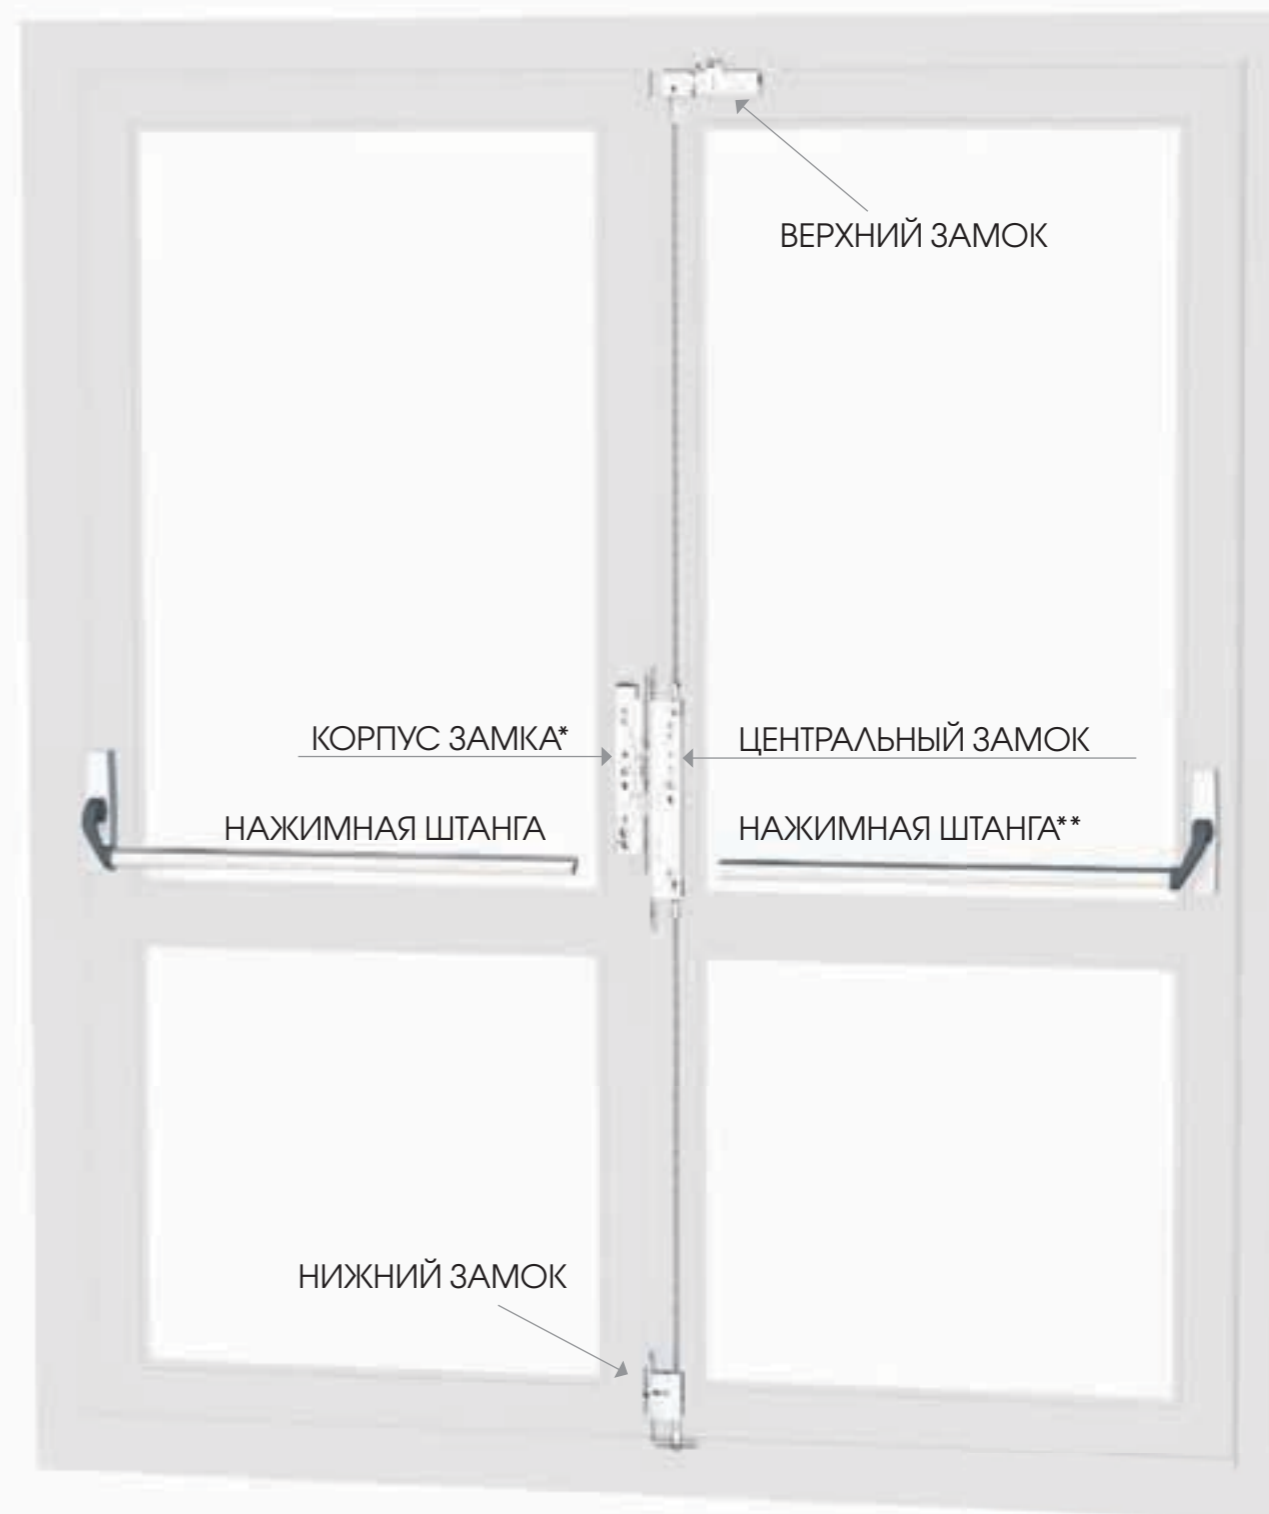 ВЕРХНИЙ ЗАМОК
КОРПУС ЗАМКА*
ЦЕНТРАЛЬНЫЙ ЗАМОК
НАЖИМНАЯ ШТАНГА
НАЖИМНАЯ ШТАНГА**
НИЖНИЙ ЗАМОК